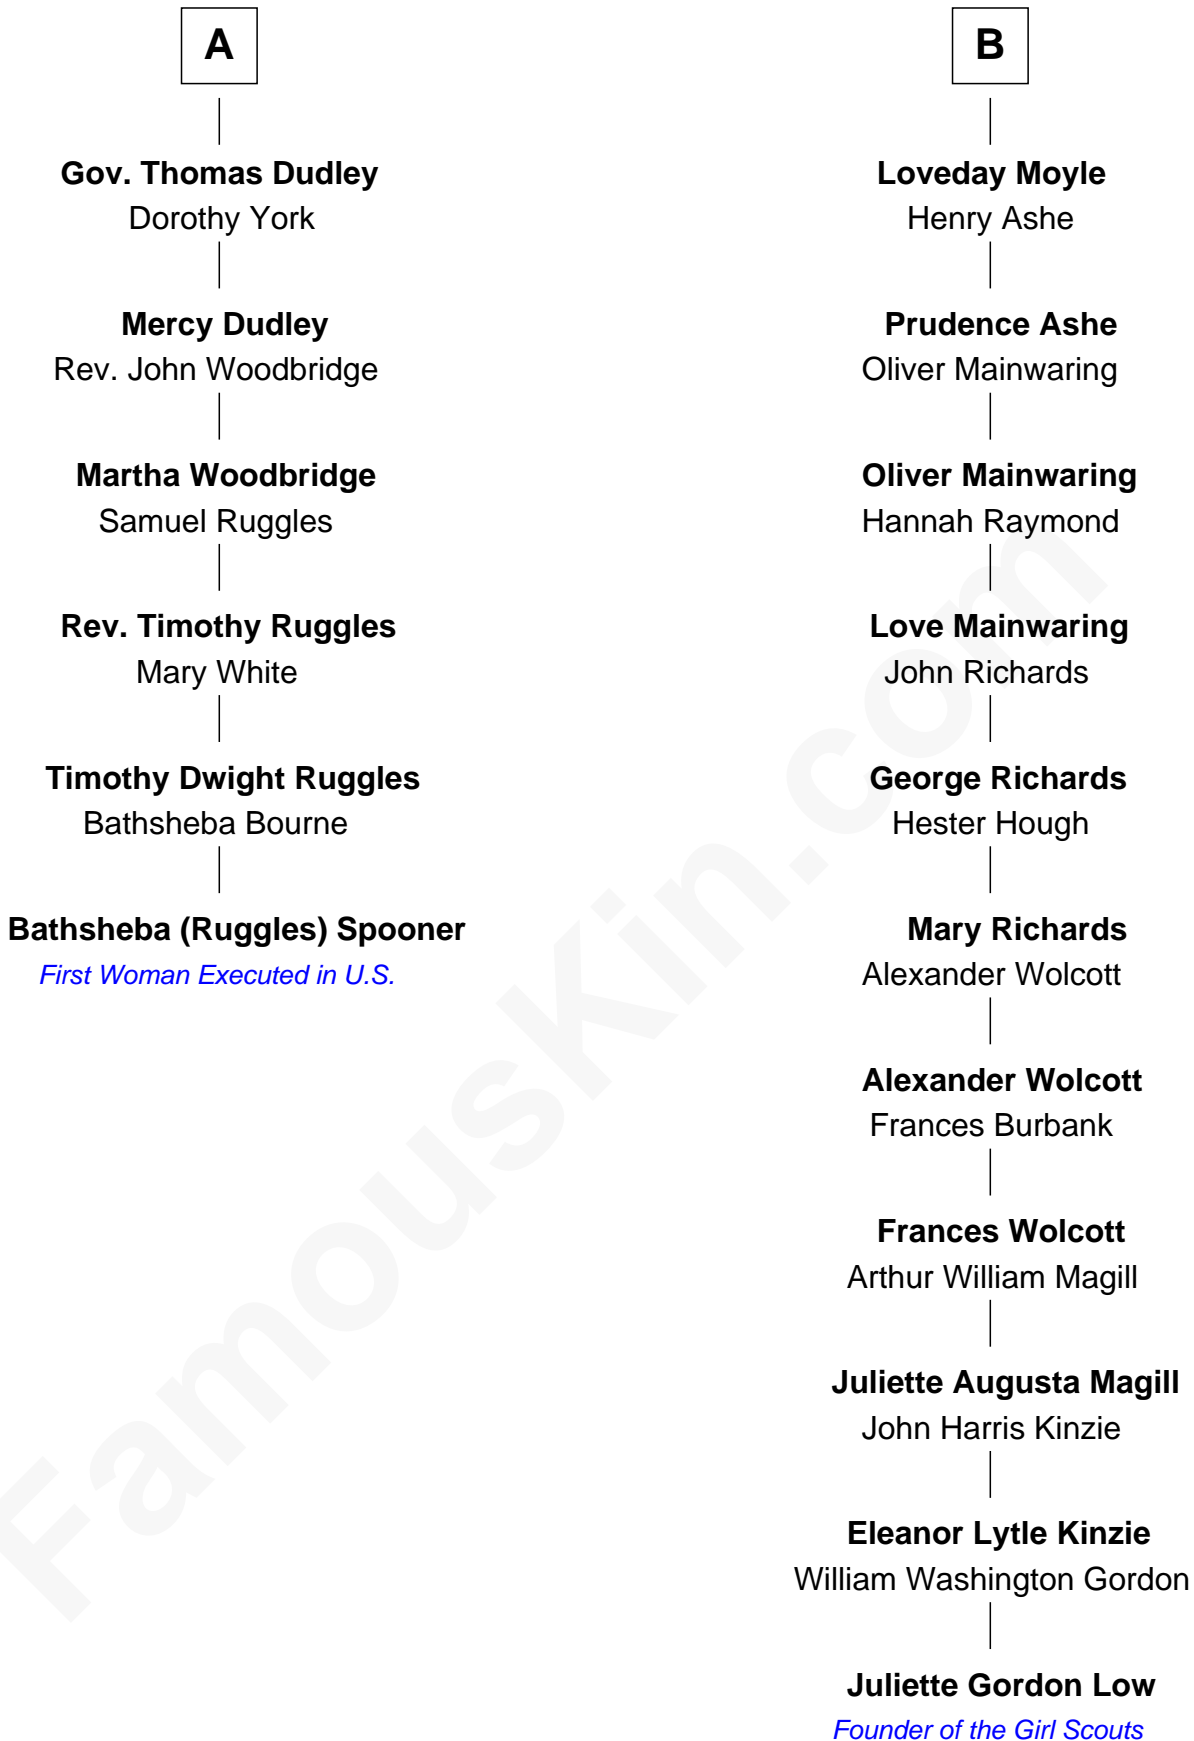 A
Gov. Thomas Dudley
Dorothy York
Mercy Dudley
Rev. John Woodbridge
Martha Woodbridge
Samuel Ruggles
Rev. Timothy Ruggles
Mary White
Timothy Dwight Ruggles
Bathsheba Bourne
Bathsheba (Ruggles) Spooner
First Woman Executed in U.S.
B
Loveday Moyle
Henry Ashe
Prudence Ashe
Oliver Mainwaring
Oliver Mainwaring
Hannah Raymond
Love Mainwaring
John Richards
George Richards
Hester Hough
Mary Richards
Alexander Wolcott
Alexander Wolcott
Frances Burbank
Frances Wolcott
Arthur William Magill
Juliette Augusta Magill
John Harris Kinzie
Eleanor Lytle Kinzie
William Washington Gordon
Juliette Gordon Low
Founder of the Girl Scouts
FamousKin.com